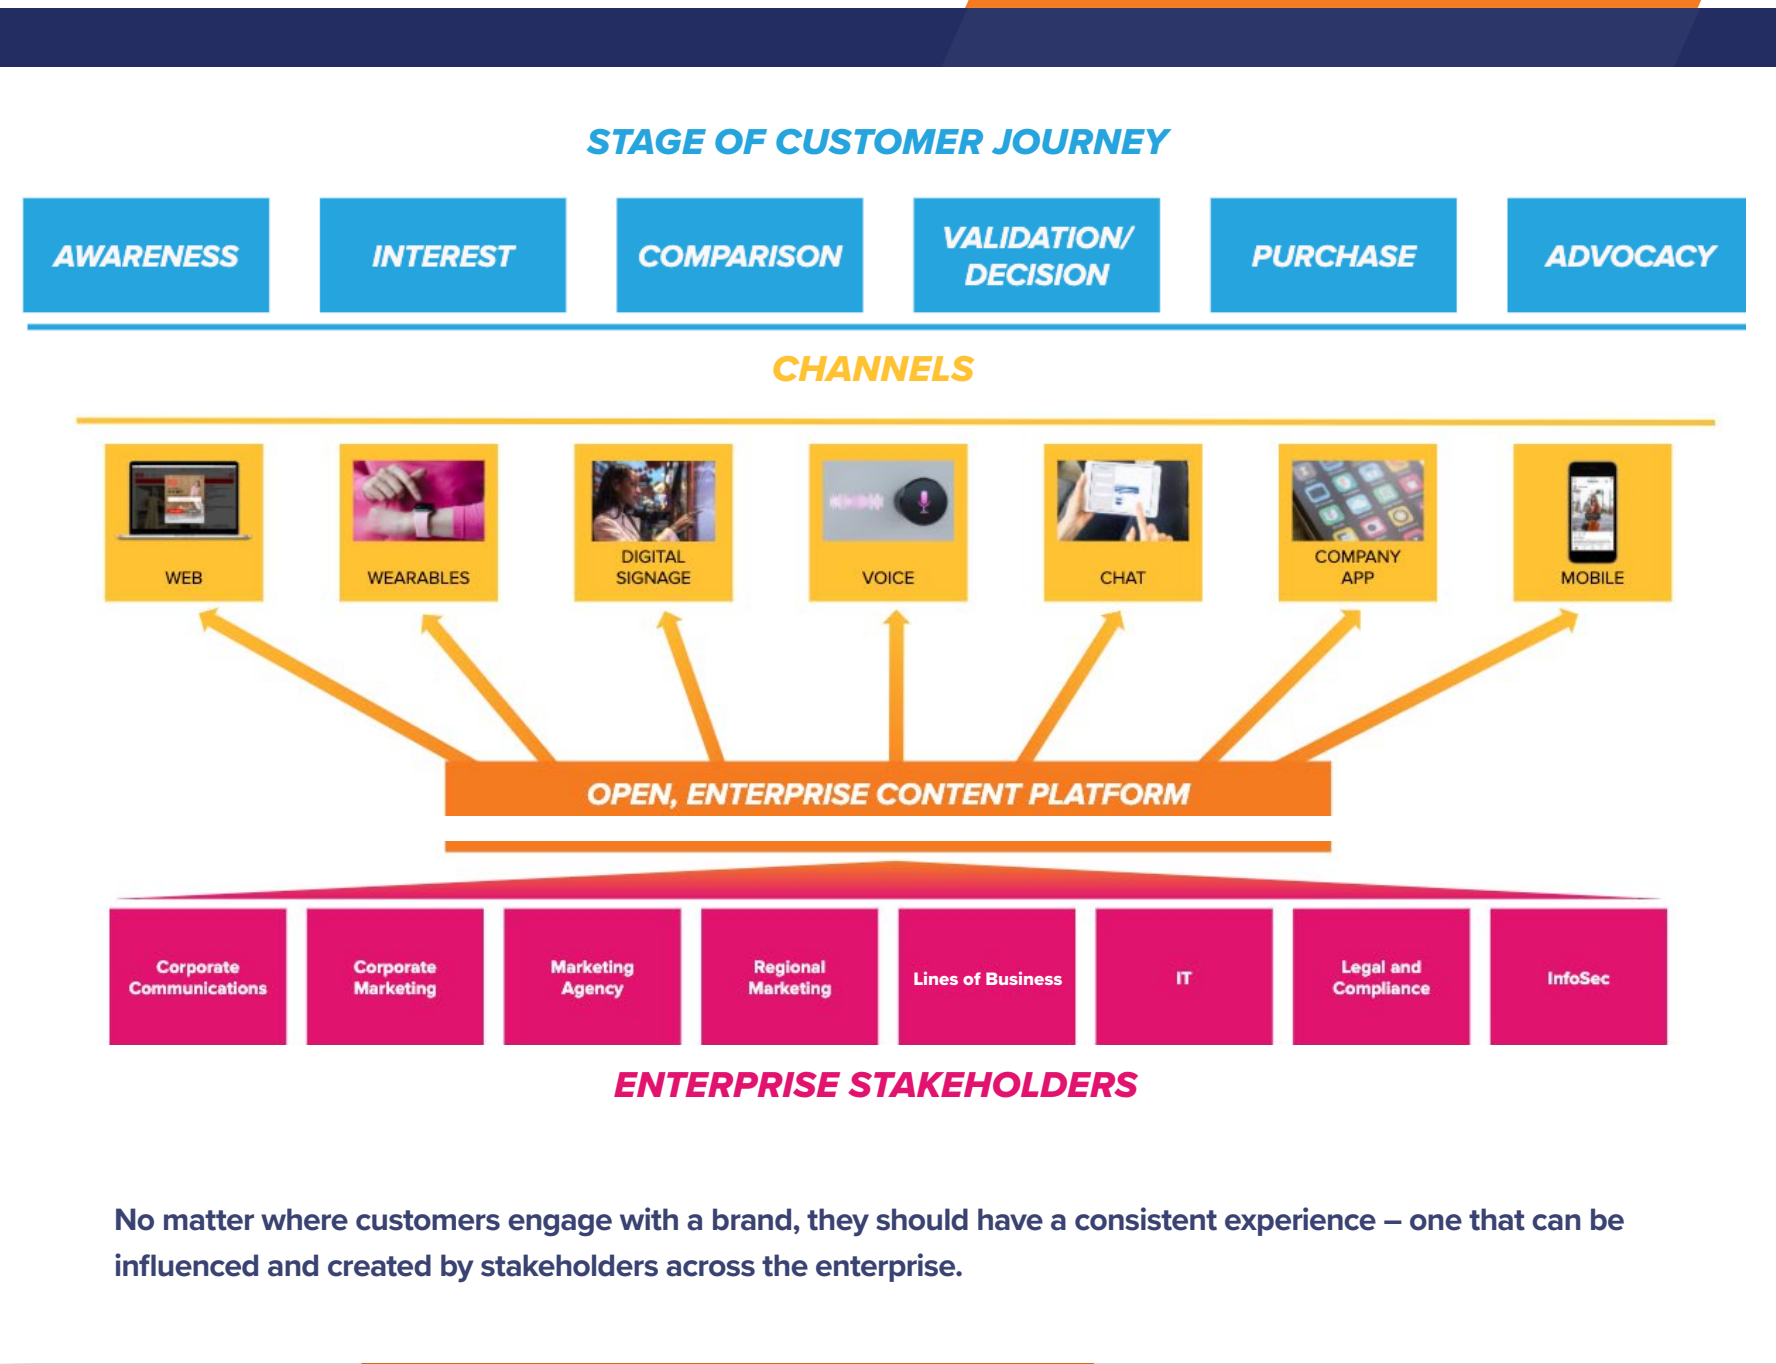 STAGE OF CUSTOMER JOURNEY
AWARENESS
INTEREST
COMPARISON
VALIDATION/
DECISION
PURCHASE
ADVOCACY
CHANNELS
WEB
WEARABLES
DIGITAL
SIGNAGE
VOICE
CHAT
COMPANY
APP
MOBILE
OPEN, ENTERPRISE CONTENT PLATFORM
Corporate
Communications
Corporate
Marketing
Marketing
Agency
Regional
Marketing
Lines of Business
IT
Legal and
Compliance
InfoSec
ENTERPRISE STAKEHOLDERS
No matter where customers engage with a brand, they should have a consistent experience – one that can be
influenced and created by stakeholders across the enterprise.